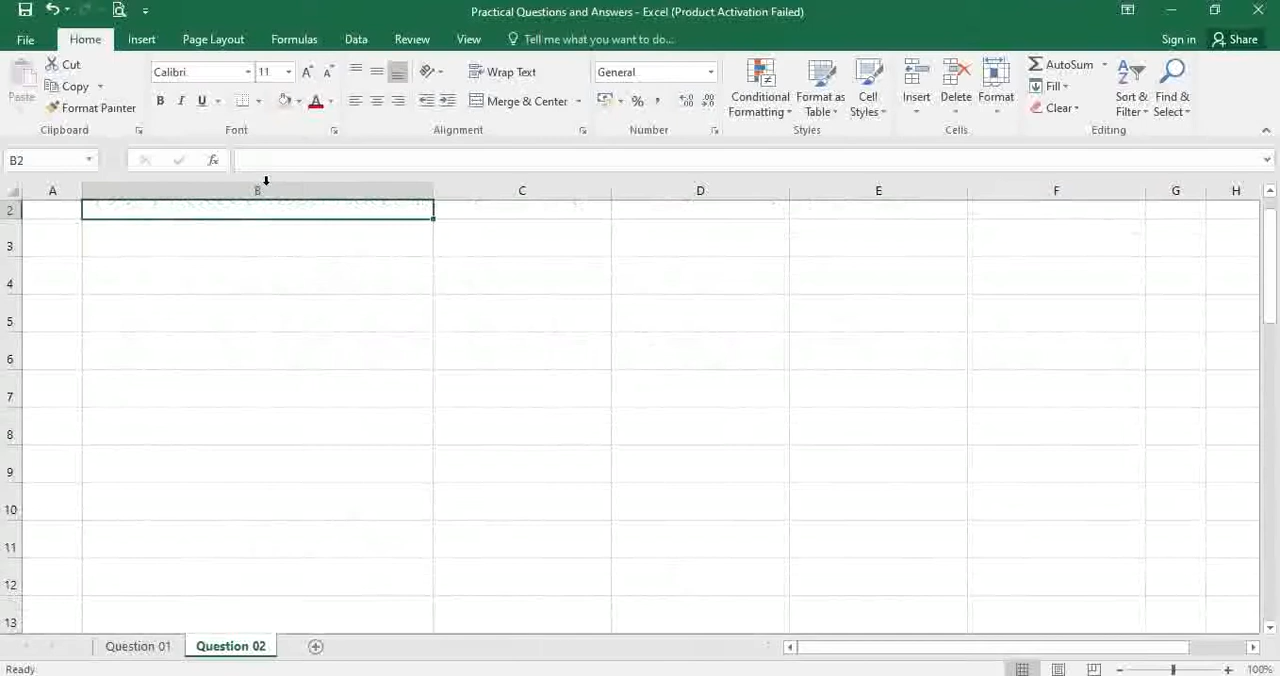 Practical Questions and Answers - Excel (Product Activation Failed)
File Home Insert Page Layout Formulas Data Review View Tell me what you want to do... Sign in Share
Paste Cut Copy Format Painter Clipboard
Calibri 11 B I U A Font
Wrap Text Merge & Center Alignment
General % , Number
Conditional Formatting Format as Table Cell Styles Styles
Insert Delete Format Cells
AutoSum Fill Clear Sort & Filter Find & Select Editing
B2 fx
A B C D E F G H
2
3
4
5
6
7
8
9
10
11
12
13
Question 01 Question 02
Ready 100%